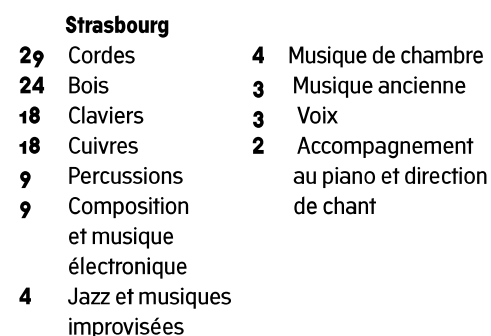 Strasbourg
29 Cordes
24 Bois
18 Claviers
18 Cuivres
9 Percussions
9 Composition
et musique
électronique
4 Jazz et musiques
improvisées
4 Musique de chambre
3 Musique ancienne
3 Voix
2 Accompagnement
au piano et direction
de chant